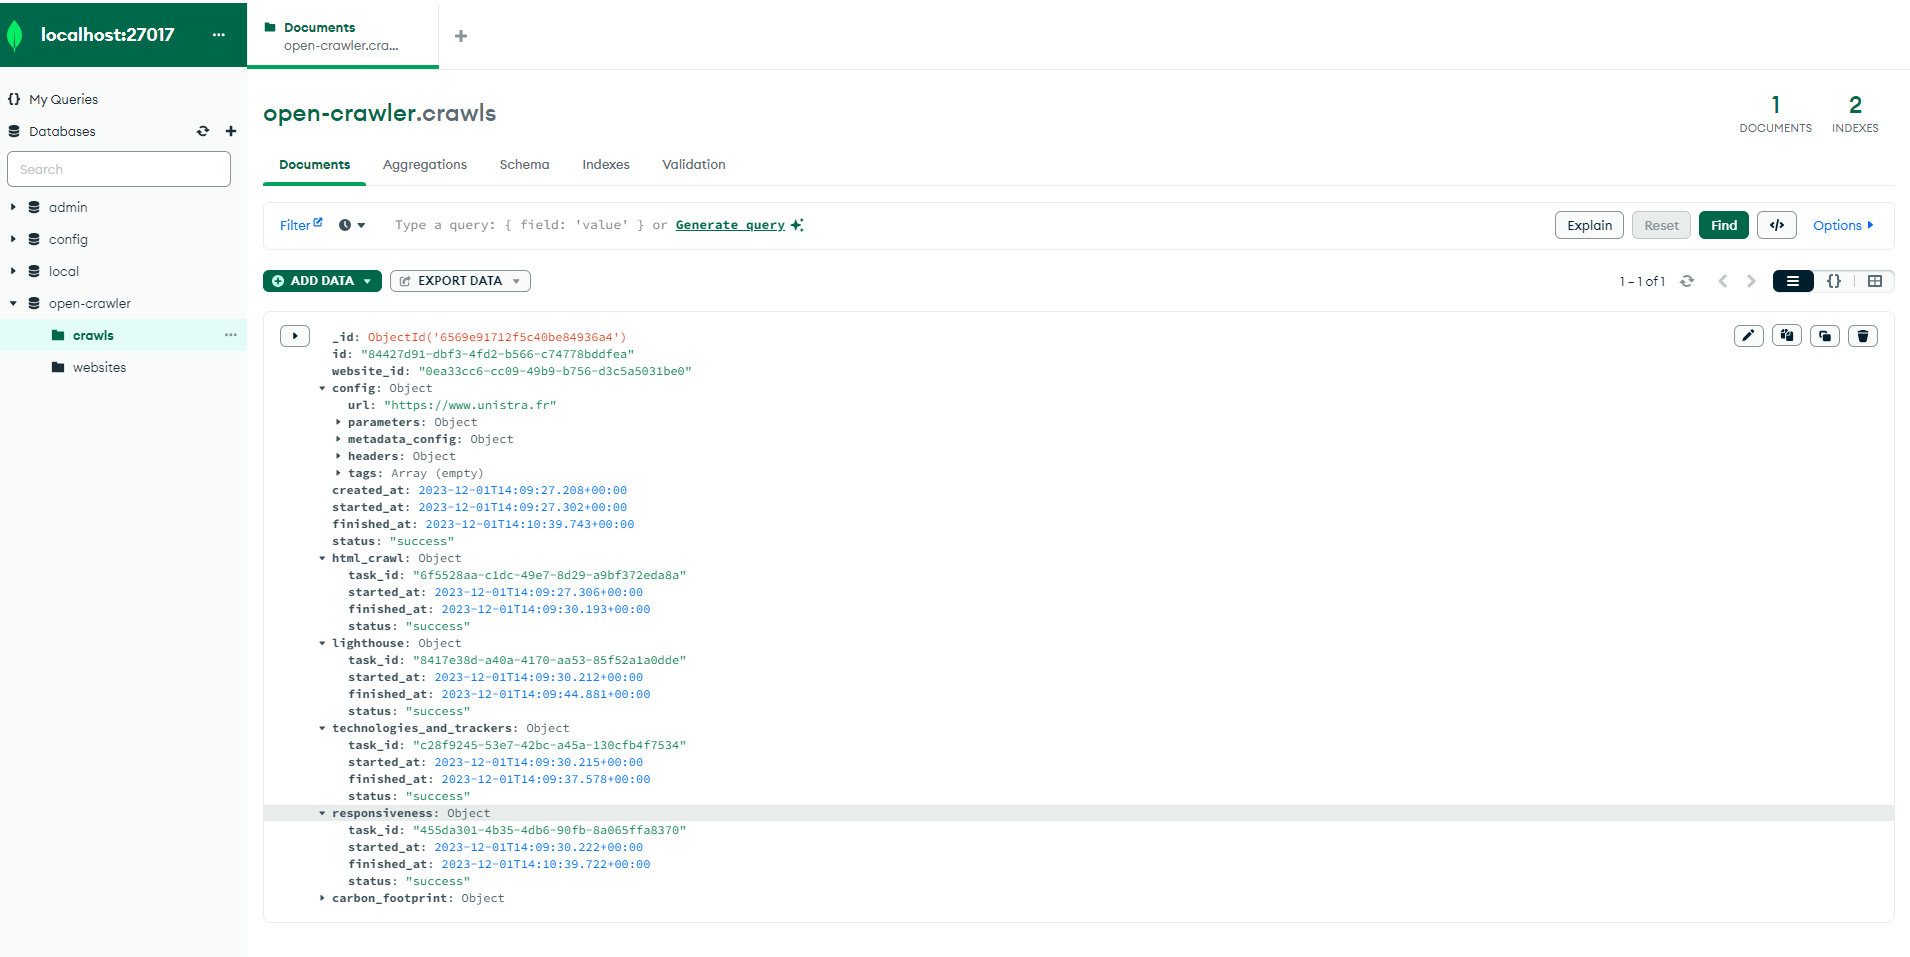 localhost:27017
Documents
open-crawler.cra...
My Queries
Databases
Search
admin
config
local
open-crawler
crawls
websites
open-crawler.crawls
1
DOCUMENTS
2
INDEXES
Documents Aggregations Schema Indexes Validation
Filter Type a query: { field: 'value' } or Generate query Explain Reset Find </> Options
ADD DATA EXPORT DATA 1 – 1 of 1 {}
_id: ObjectId('6569e91712f5c40be84936a4')
id: "84427d91-dbf3-4fd2-b566-c74778bddfea"
website_id: "0ea33cc6-cc09-49b9-b756-d3c5a5031be0"
config: Object
url: "https://www.unistra.fr"
parameters: Object
metadata_config: Object
headers: Object
tags: Array (empty)
created_at: 2023-12-01T14:09:27.208+00:00
started_at: 2023-12-01T14:09:27.302+00:00
finished_at: 2023-12-01T14:10:39.743+00:00
status: "success"
html_crawl: Object
task_id: "6f5528aa-c1dc-49e7-8d29-a9bf372eda8a"
started_at: 2023-12-01T14:09:27.306+00:00
finished_at: 2023-12-01T14:09:30.193+00:00
status: "success"
lighthouse: Object
task_id: "8417e38d-a40a-4170-aa53-85f52a1a0dde"
started_at: 2023-12-01T14:09:30.212+00:00
finished_at: 2023-12-01T14:09:44.881+00:00
status: "success"
technologies_and_trackers: Object
task_id: "c28f9245-53e7-42bc-a45a-130cfb4f7534"
started_at: 2023-12-01T14:09:30.215+00:00
finished_at: 2023-12-01T14:09:37.578+00:00
status: "success"
responsiveness: Object
task_id: "455da301-4b35-4db6-90fb-8a065ffa8370"
started_at: 2023-12-01T14:09:30.222+00:00
finished_at: 2023-12-01T14:10:39.722+00:00
status: "success"
carbon_footprint: Object